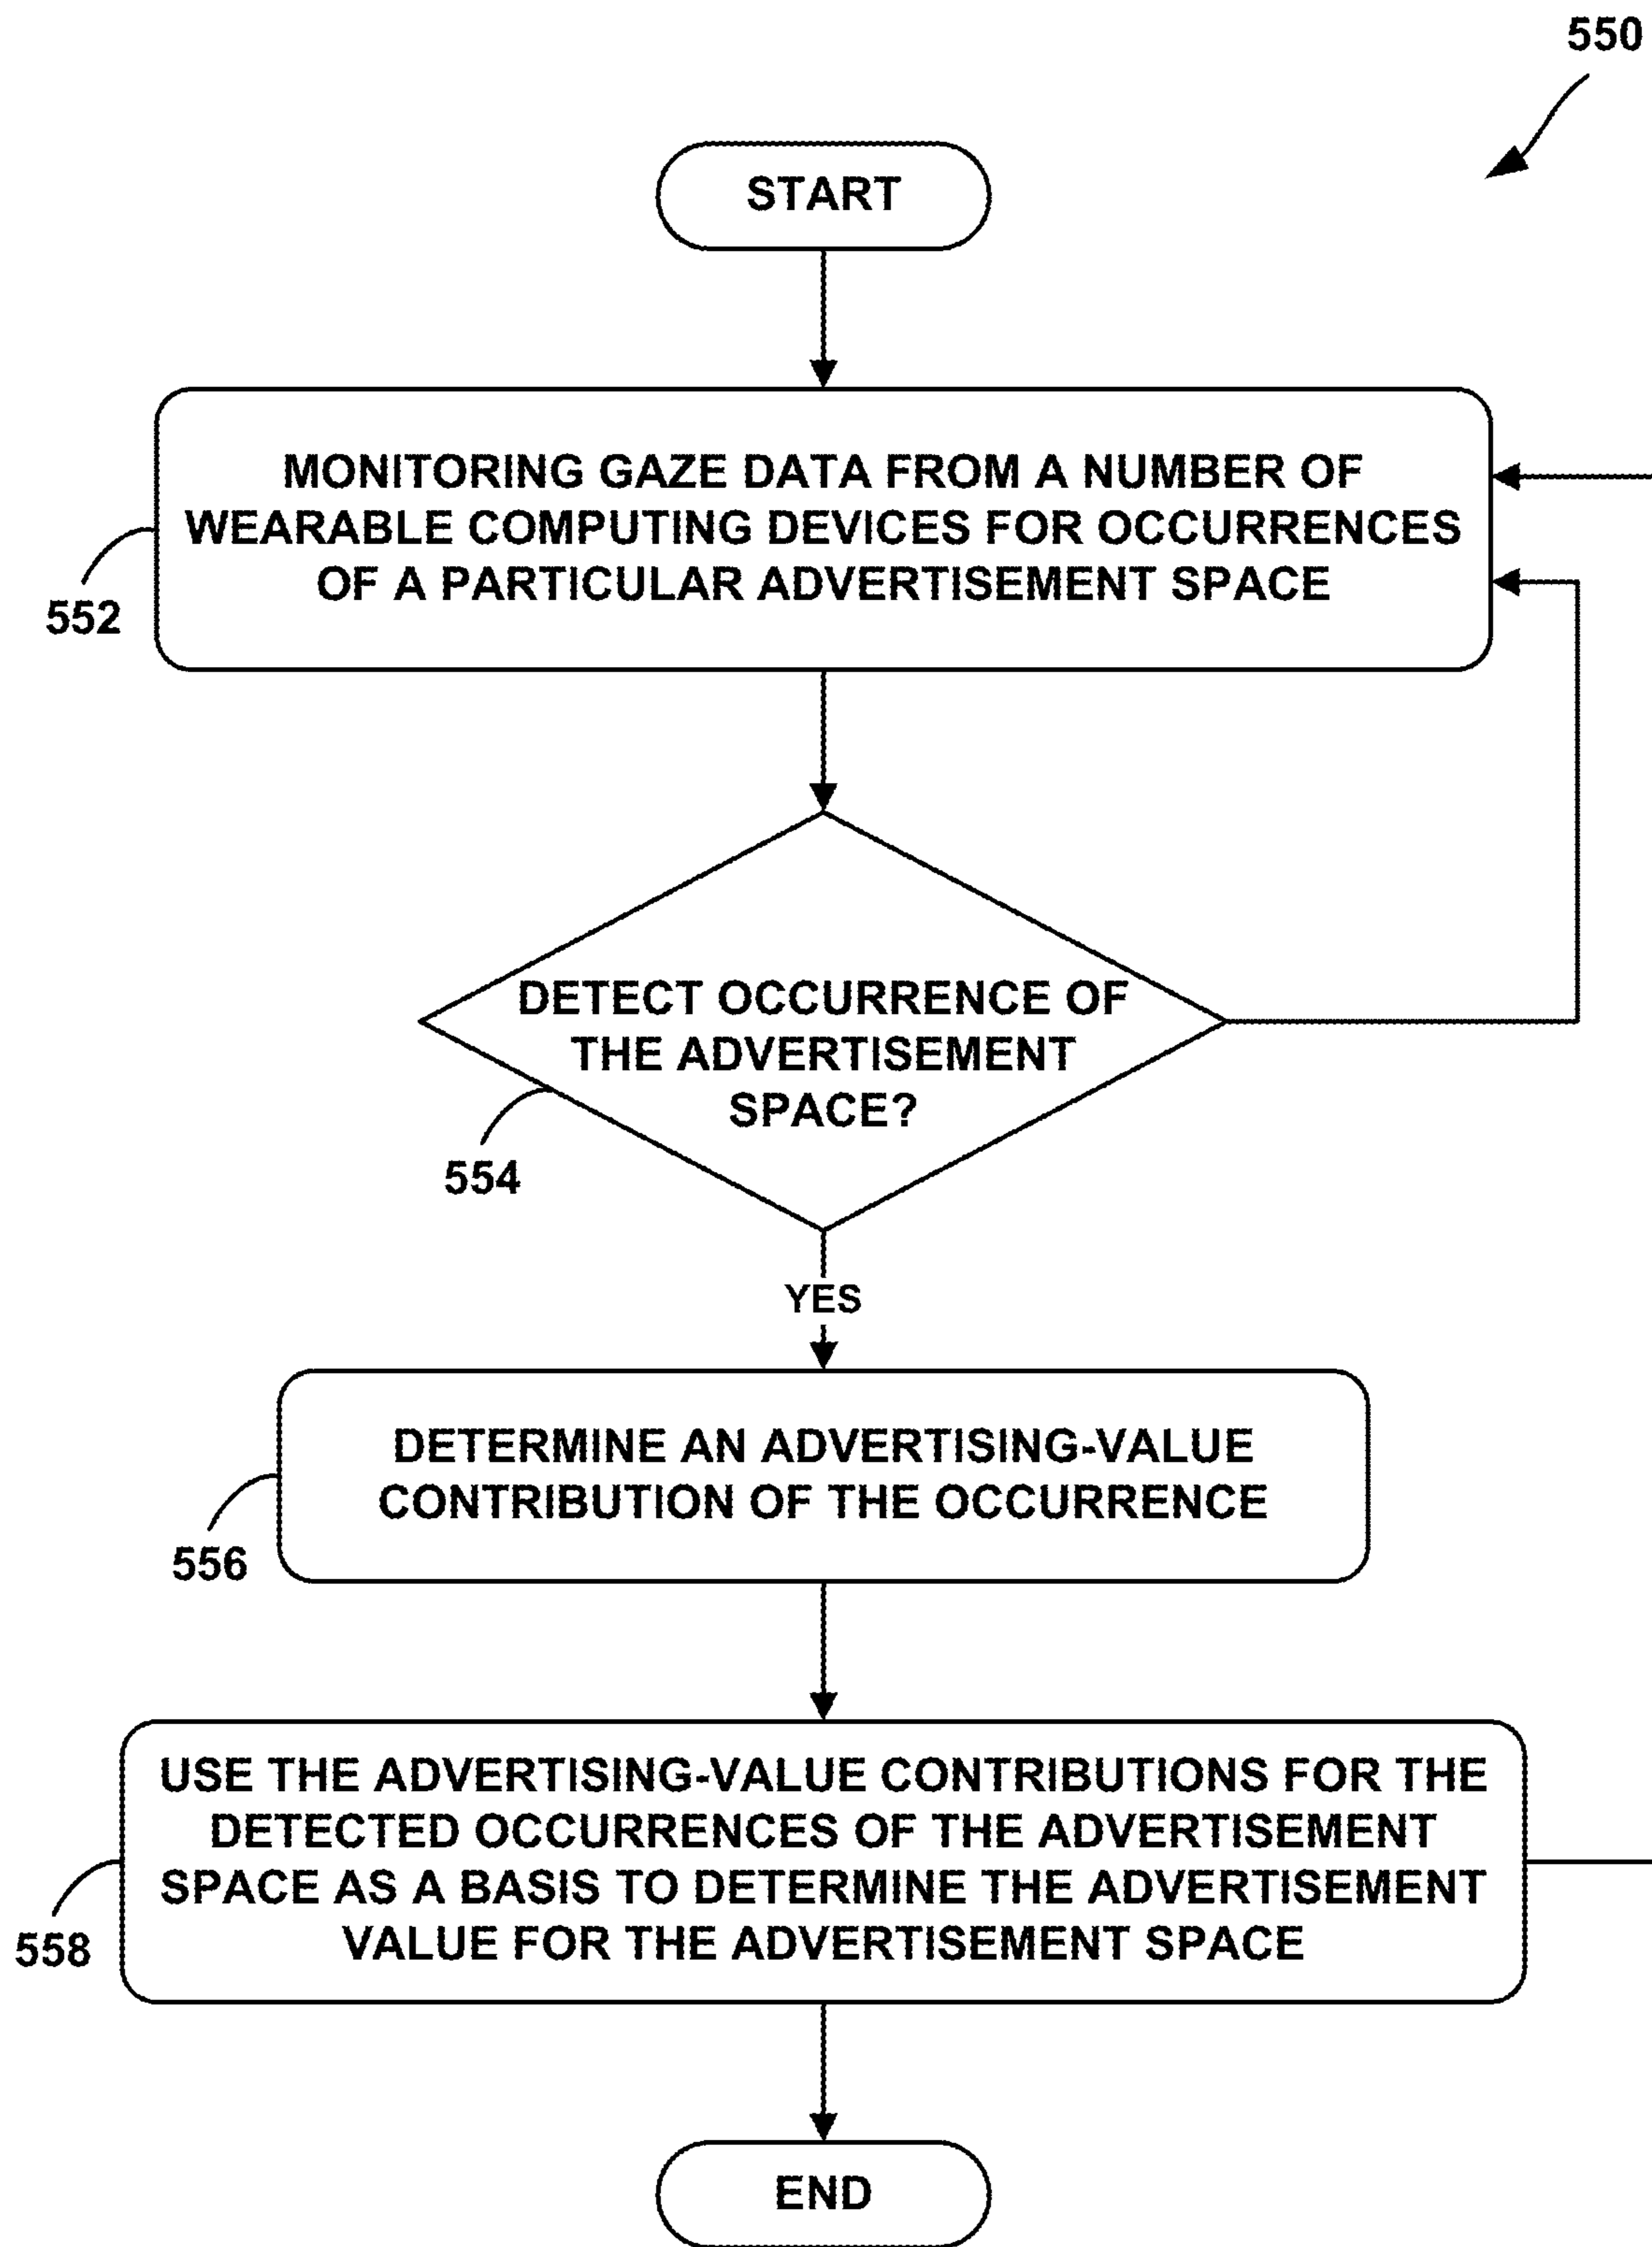 550
START
MONITORING GAZE DATA FROM A NUMBER OF
WEARABLE COMPUTING DEVICES FOR OCCURRENCES
OF A PARTICULAR ADVERTISEMENT SPACE
552
DETECT OCCURRENCE OF
THE ADVERTISEMENT
SPACE?
554
YES
DETERMINE AN ADVERTISING-VALUE
CONTRIBUTION OF THE OCCURRENCE
556
USE THE ADVERTISING-VALUE CONTRIBUTIONS FOR THE
DETECTED OCCURRENCES OF THE ADVERTISEMENT
SPACE AS A BASIS TO DETERMINE THE ADVERTISEMENT
VALUE FOR THE ADVERTISEMENT SPACE
558
END